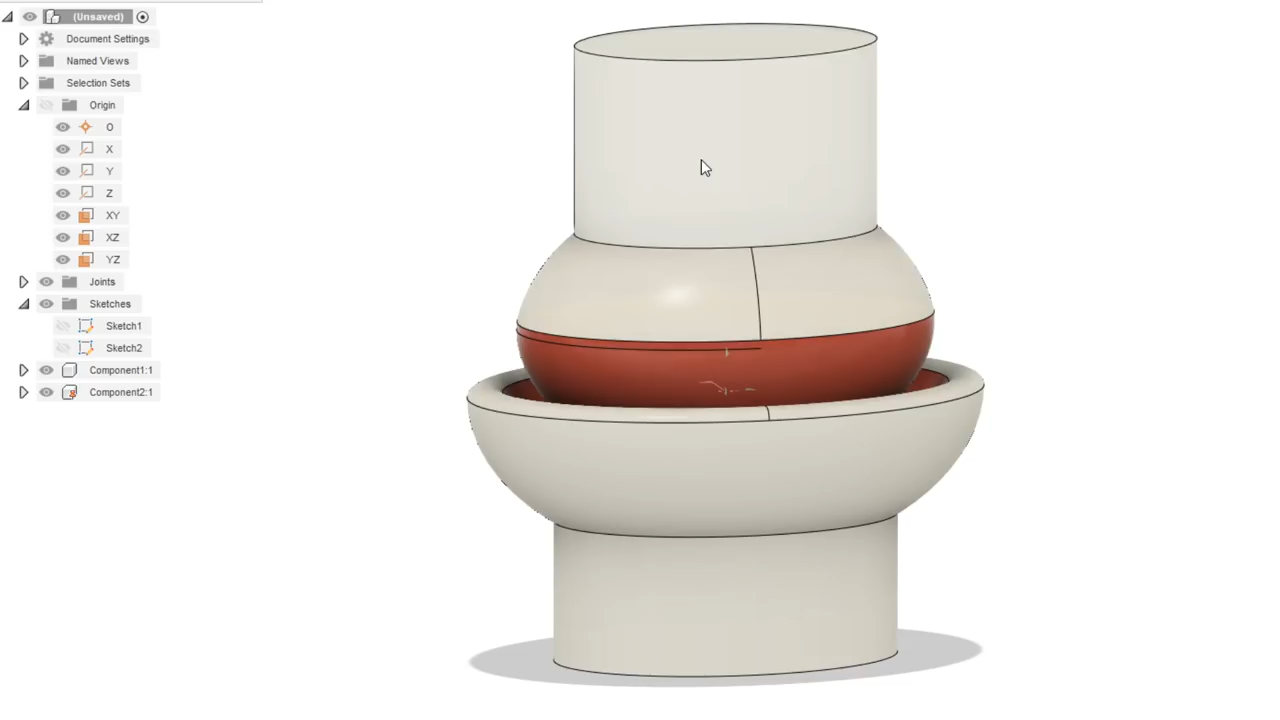 (Unsaved)
Document Settings
Named Views
Selection Sets
Origin
O
X
Y
Z
XY
XZ
YZ
Joints
Sketches
Sketch1
Sketch2
Component1:1
Component2:1